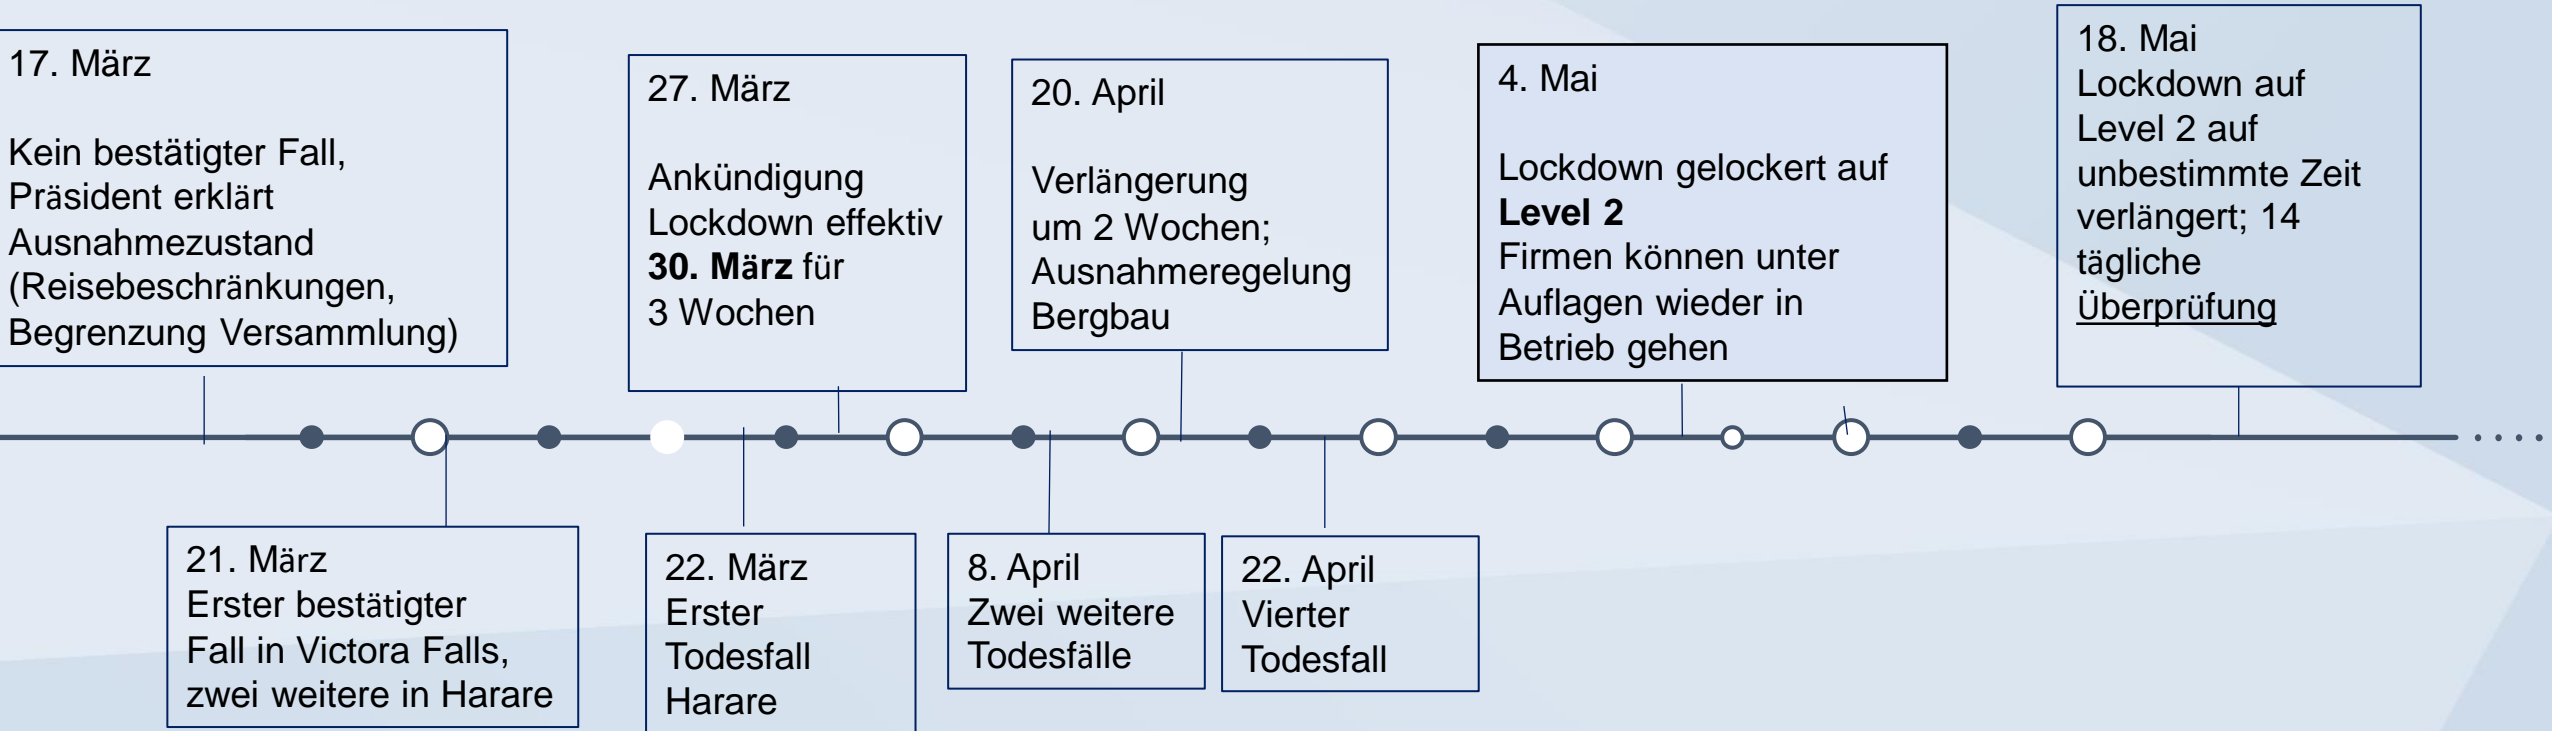 17. März
Kein bestätigter Fall,
Präsident erklärt
Ausnahmezustand
(Reisebeschränkungen,
Begrenzung Versammlung)
27. März
Ankündigung
Lockdown effektiv
30. März für
3 Wochen
20. April
Verlängerung
um 2 Wochen;
Ausnahmeregelung
Bergbau
4. Mai
Lockdown gelockert auf
Level 2
Firmen können unter
Auflagen wieder in
Betrieb gehen
18. Mai
Lockdown auf
Level 2 auf
unbestimmte Zeit
verlängert; 14
tägliche
Überprüfung
21. März
Erster bestätigter
Fall in Victora Falls,
zwei weitere in Harare
22. März
Erster
Todesfall
Harare
8. April
Zwei weitere
Todesfälle
22. April
Vierter
Todesfall